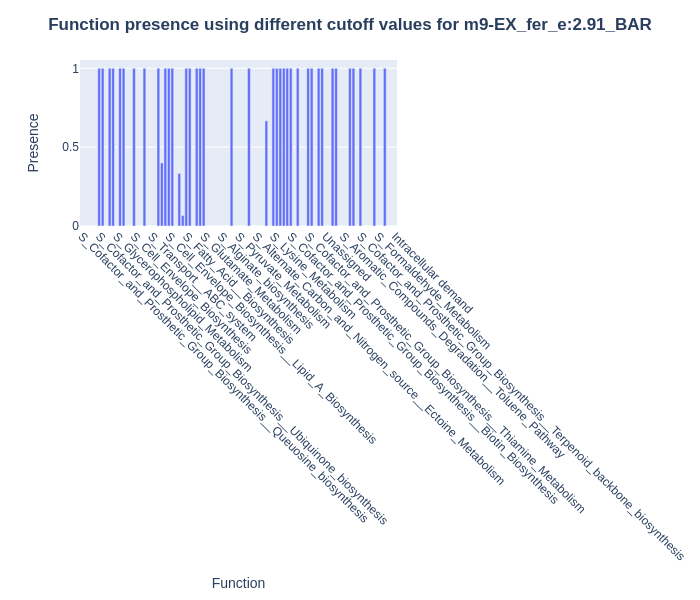 Function presence using different cutoff values for m9-EX_fer_e:2.91_BAR
Presence
1
0.5
0
S_Cofactor_and_Prosthetic_Group_Biosynthesis__Queuosine_biosynthesis
S_Cofactor_and_Prosthetic_Group_Biosynthesis__Ubiquinone_biosynthesis
S_Glycerophospholipid_Metabolism
S_Cell_Envelope_Biosynthesis
S_Transport__ABC_system
S_Cell_Envelope_Biosynthesis__Lipid_A_Biosynthesis
S_Fatty_Acid__Biosynthesis
S_Glutamate_Metabolism
S_Alginate_biosynthesis
S_Pyruvate_Metabolism
S_Alternate_Carbon_and_Nitrogen_source__Ectoine_Metabolism
S_Lysine_Metabolism
S_Cofactor_and_Prosthetic_Group_Biosynthesis__Biotin_Biosynthesis
S_Cofactor_and_Prosthetic_Group_Biosynthesis__Thiamine_Metabolism
Unassigned
S_Aromatic_Compounds_Degradation__Toluene_Pathway
S_Cofactor_and_Prosthetic_Group_Biosynthesis__Terpenoid_backbone_biosynthesis
S_Formaldehyde_Metabolism
Intracellular demand
Function